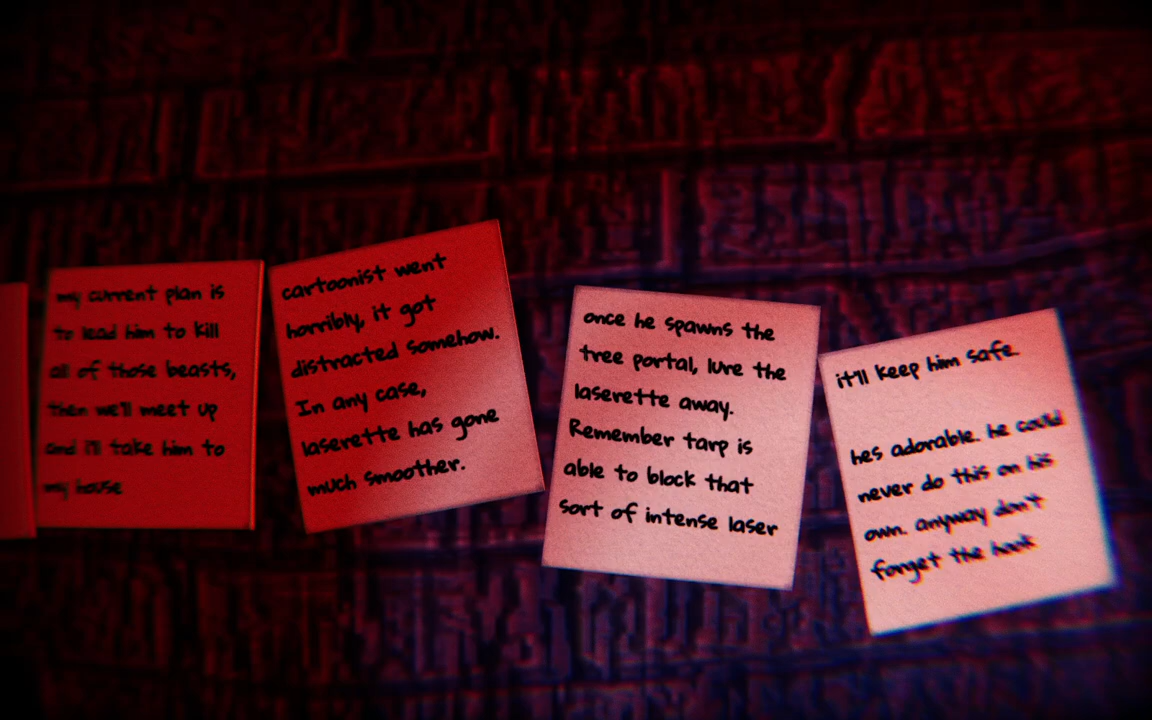 my current plan is
to lead him to kill
all of those beasts,
then we'll meet up
and i'll take him to
my house
cartoonist went
horribly, it got
distracted somehow.
In any case,
laserette has gone
much smoother.
once he spawns the
tree portal, lure the
laserette away.
Remember tarp is
able to block that
sort of intense laser
it'll keep him safe.
hes adorable. he could
never do this on his
own. anyway don't
forget the hook